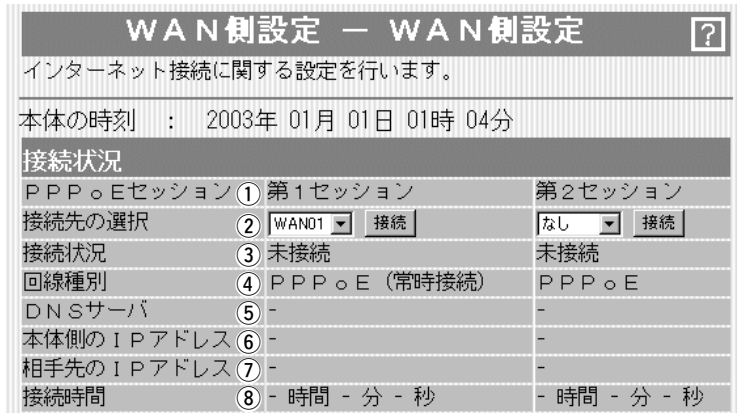 ＷＡＮ側設定 － ＷＡＮ側設定 ?
インターネット接続に関する設定を行います。
本体の時刻 ： 2003年 01月 01日 01時 04分
接続状況
ＰＰＰｏＥセッション ① 第１セッション 第２セッション
接続先の選択 ② WAN01 接続 なし 接続
接続状況 ③ 未接続 未接続
回線種別 ④ ＰＰＰｏＥ（常時接続） ＰＰＰｏＥ
ＤＮＳサーバ ⑤ - -
本体側のＩＰアドレス ⑥ - -
相手先のＩＰアドレス ⑦ - -
接続時間 ⑧ - 時間 - 分 - 秒 - 時間 - 分 - 秒